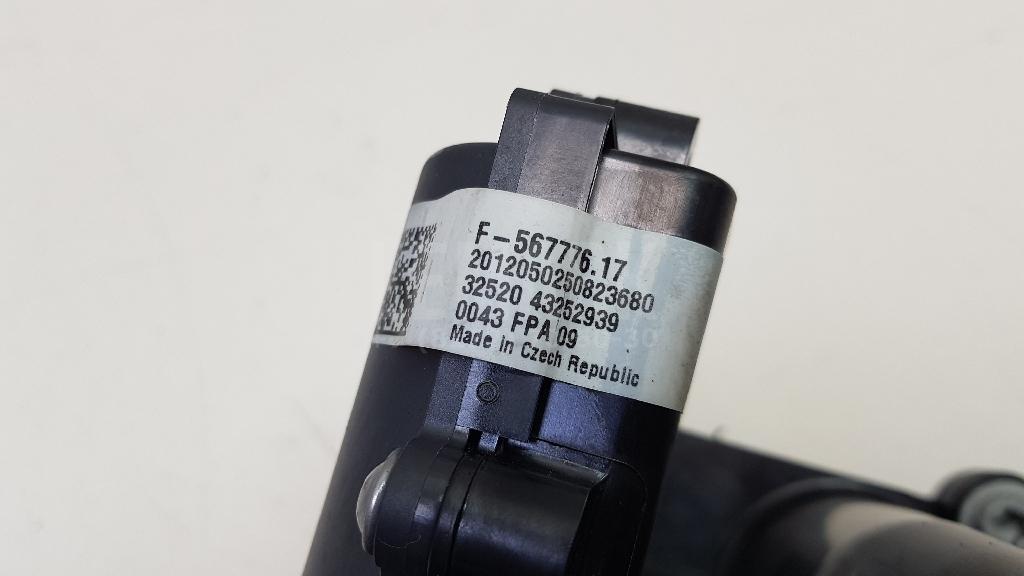 F-567776.17
2012050250823680
32520 43252939
0043 FPA 09
Made in Czech Republic